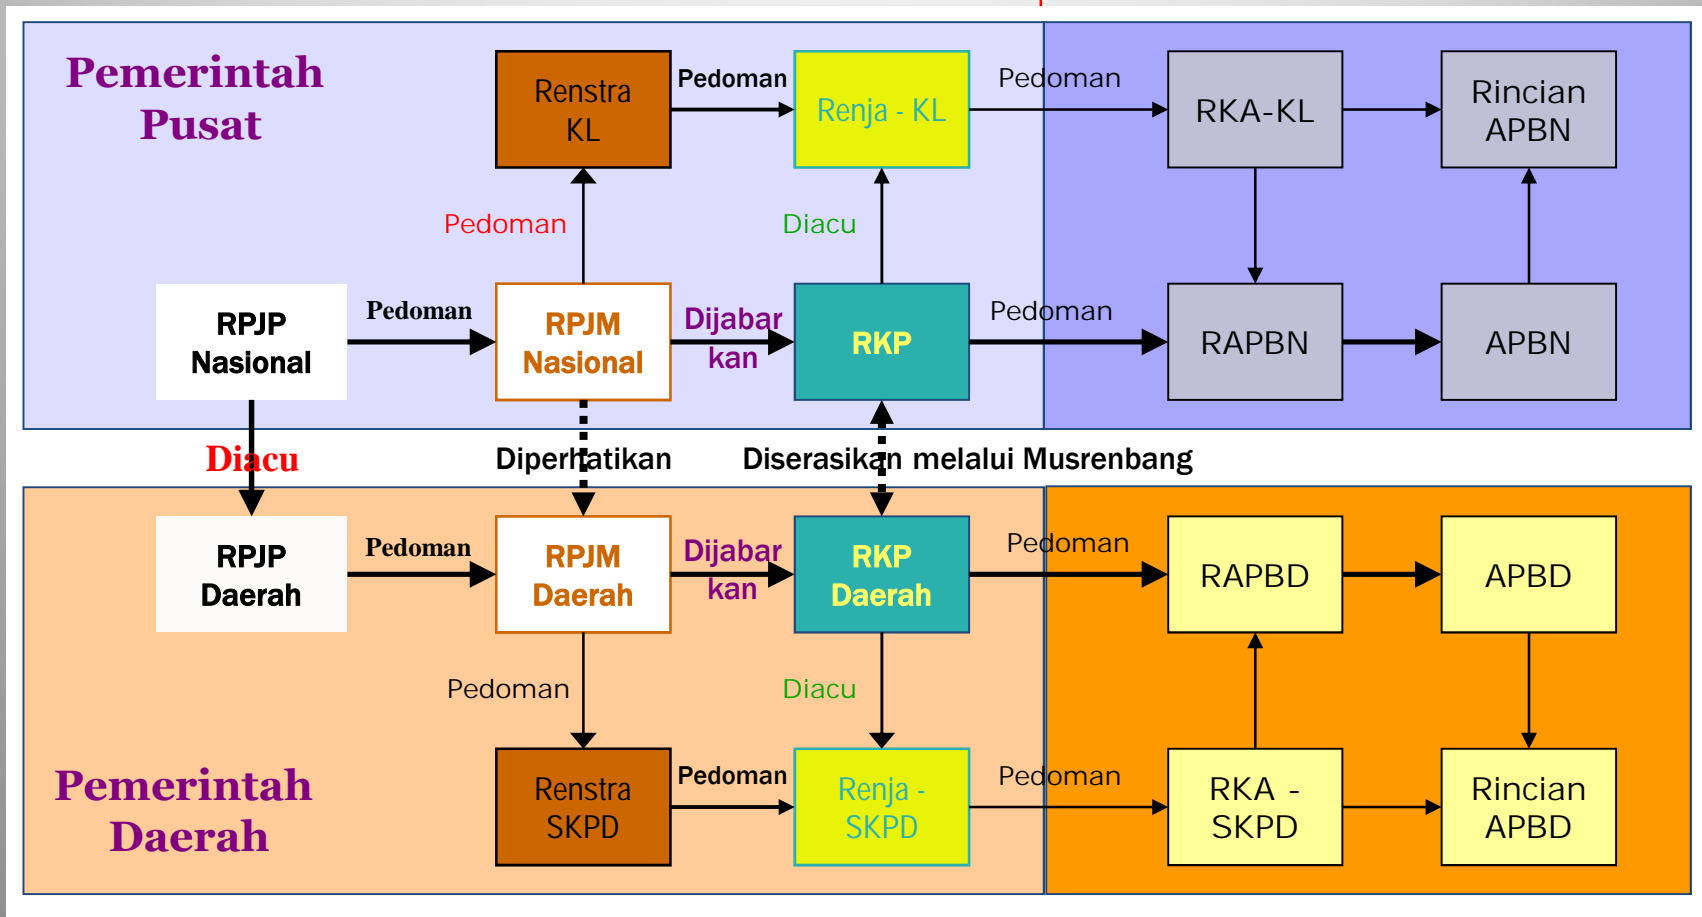 Pemerintah
Pusat
Renstra
KL
Pedoman
Renja - KL
Pedoman
RKA-KL
Rincian
APBN
Pedoman
Diacu
RPJP
Nasional
Pedoman
RPJM
Nasional
Dijabar
kan
RKP
Pedoman
RAPBN
APBN
Diacu
Diperhatikan
Diserasikan melalui Musrenbang
RPJP
Daerah
Pedoman
RPJM
Daerah
Dijabar
kan
RKP
Daerah
Pedoman
RAPBD
APBD
Pedoman
Diacu
Pemerintah
Daerah
Renstra
SKPD
Pedoman
Renja -
SKPD
Pedoman
RKA -
SKPD
Rincian
APBD